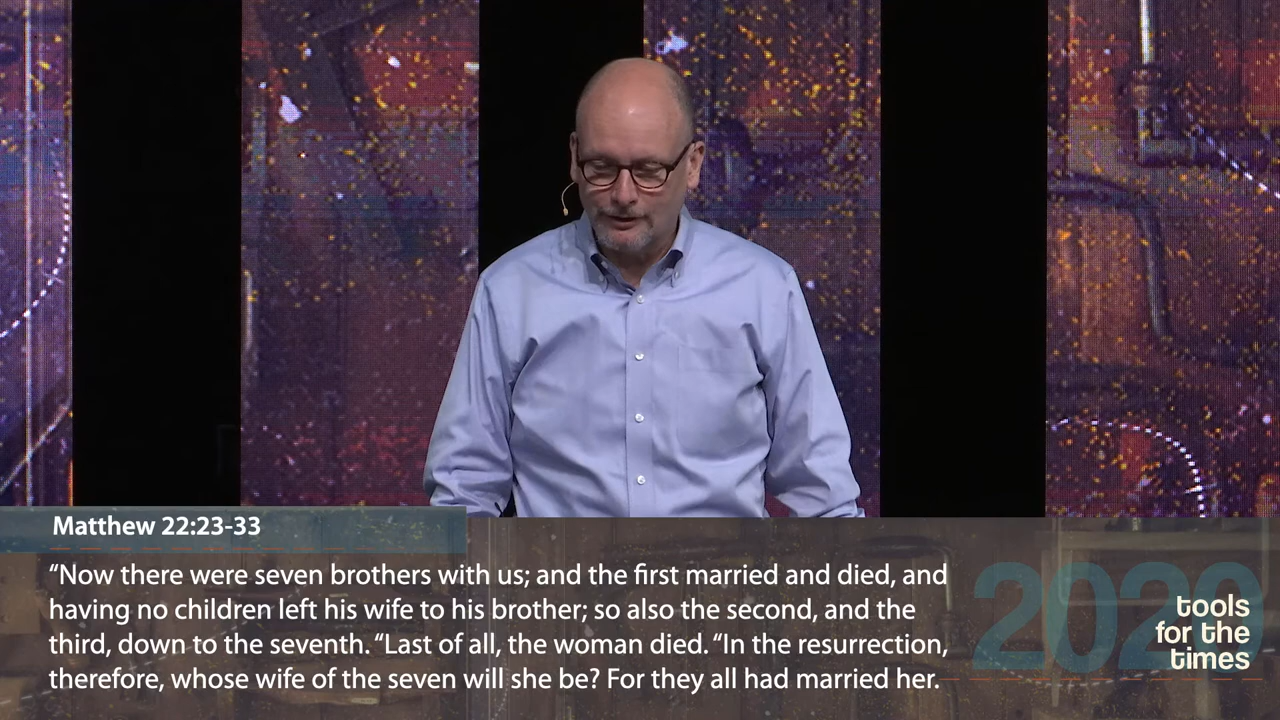 Matthew 22:23-33
“Now there were seven brothers with us; and the first married and died, and
having no children left his wife to his brother; so also the second, and the
third, down to the seventh. “Last of all, the woman died. “In the resurrection,
therefore, whose wife of the seven will she be? For they all had married her.
2020
tools
for the
times